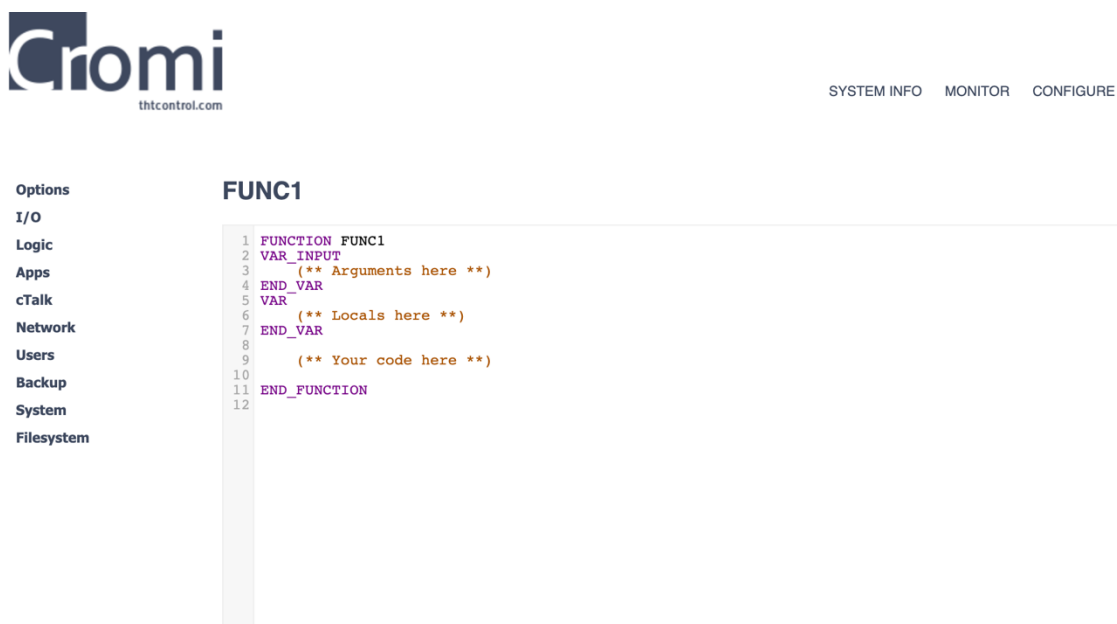 Cromi
thtcontrol.com
SYSTEM INFO MONITOR CONFIGURE
Options
I/O
Logic
Apps
cTalk
Network
Users
Backup
System
Filesystem
FUNC1
1 FUNCTION FUNC1
2 VAR_INPUT
3 (** Arguments here **)
4 END_VAR
5 VAR
6 (** Locals here **)
7 END_VAR
8
9 (** Your code here **)
10
11 END_FUNCTION
12